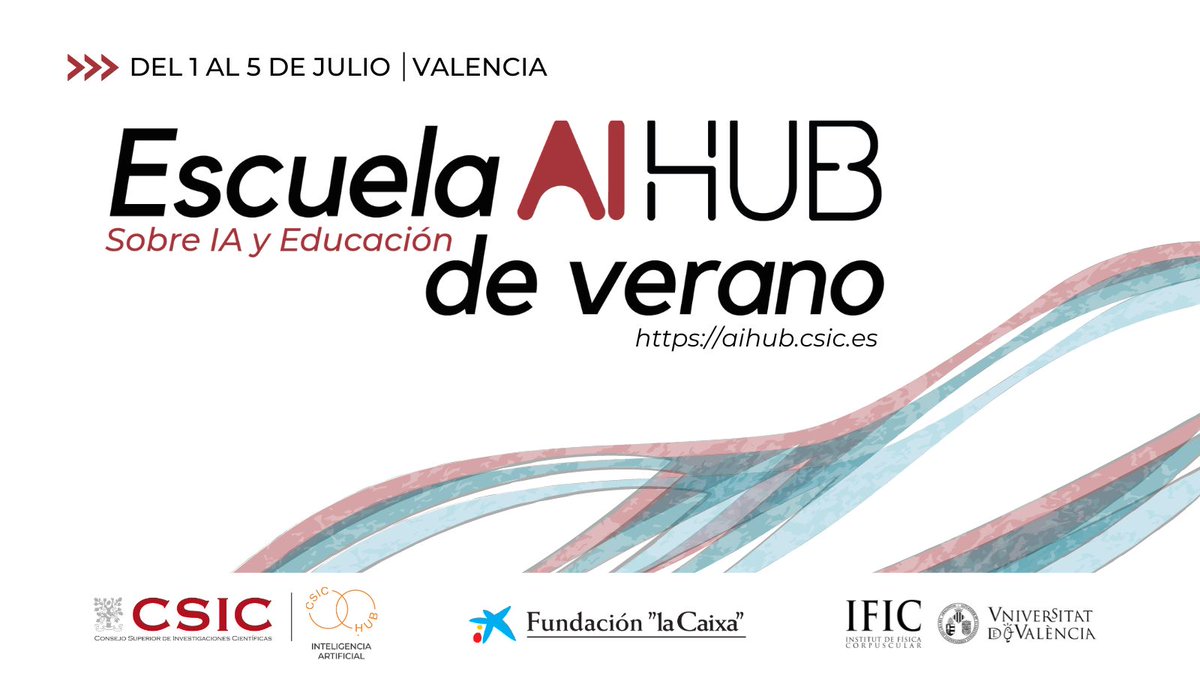 >>> DEL 1 AL 5 DE JULIO | VALENCIA
Escuela AI HUB
Sobre IA y Educación
de verano
https://aihub.csic.es
CSIC
CONSEJO SUPERIOR DE INVESTIGACIONES CIENTÍFICAS
CSIC HUB
INTELIGENCIA
ARTIFICIAL
Fundación "la Caixa"
IFIC
INSTITUT DE FÍSICA
CORPUSCULAR
VNIVERSITAT
DE VALÈNCIA